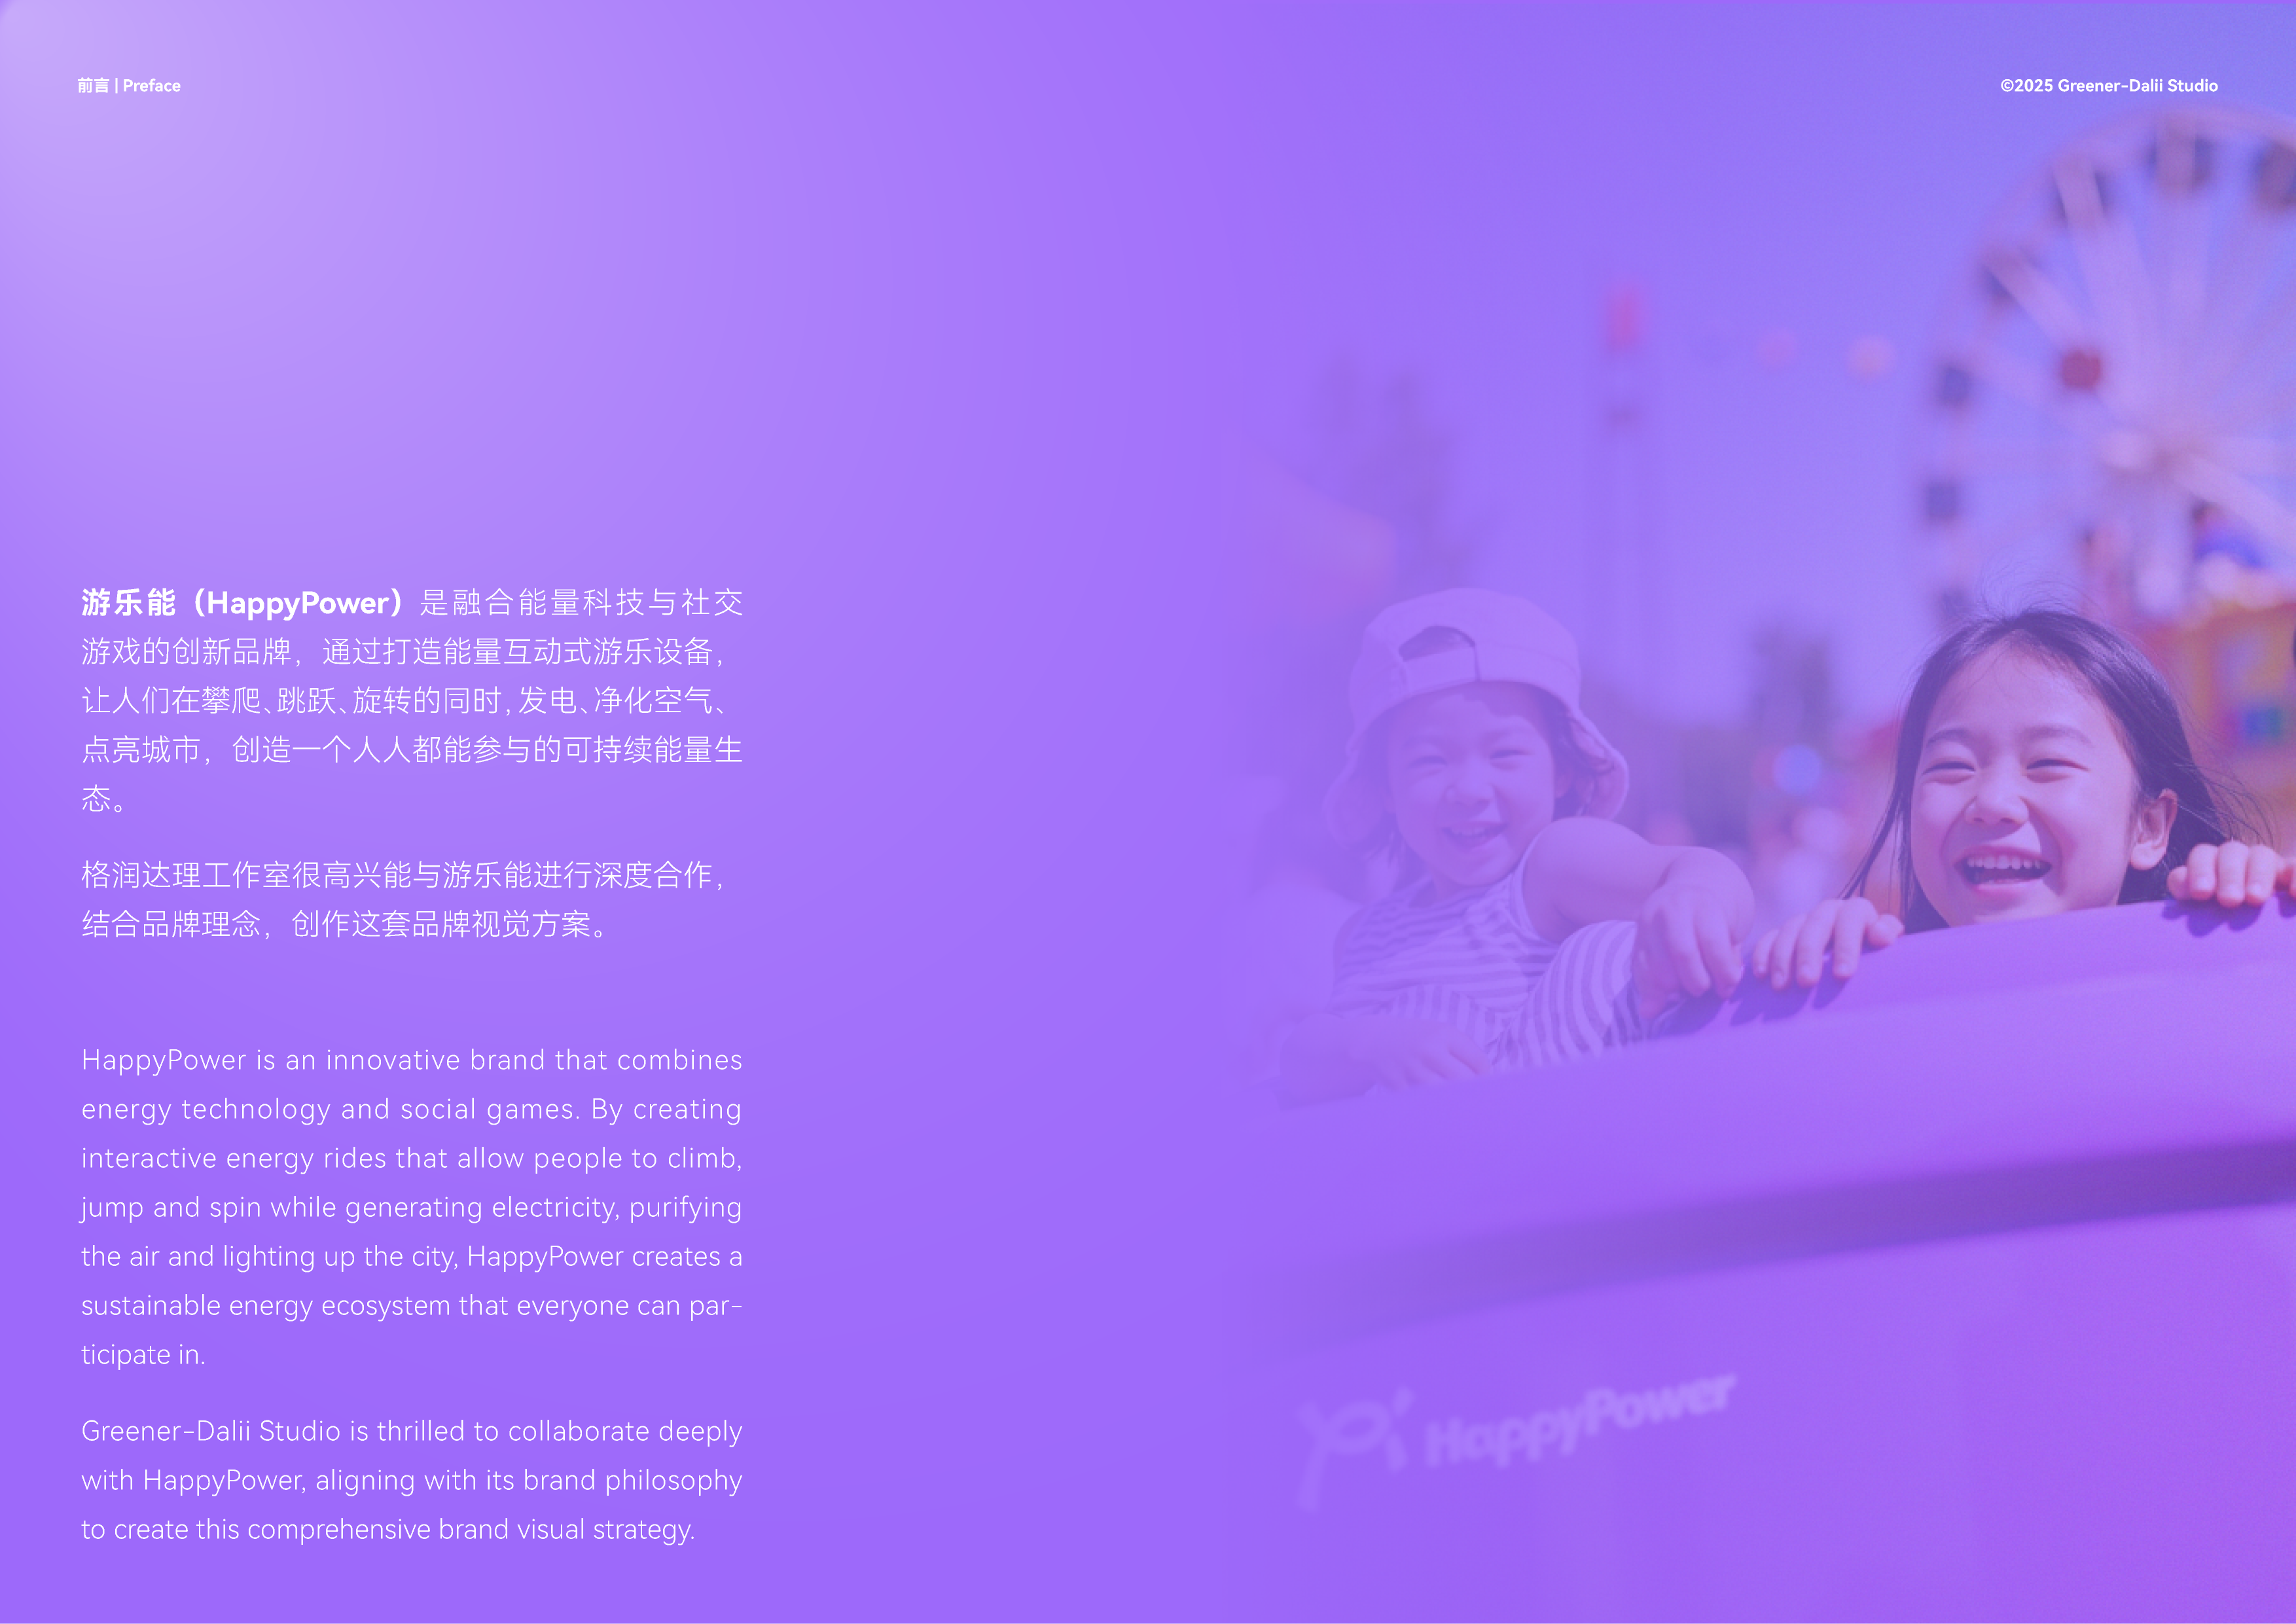 前言 | Preface
©2025 Greener-Dalii Studio
游乐能（HappyPower）是融合能量科技与社交
游戏的创新品牌，通过打造能量互动式游乐设备，
让人们在攀爬、跳跃、旋转的同时，发电、净化空气、
点亮城市，创造一个人人都能参与的可持续能量生
态。
格润达理工作室很高兴能与游乐能进行深度合作，
结合品牌理念，创作这套品牌视觉方案。
HappyPower is an innovative brand that combines
energy technology and social games. By creating
interactive energy rides that allow people to climb,
jump and spin while generating electricity, purifying
the air and lighting up the city, HappyPower creates a
sustainable energy ecosystem that everyone can par-
ticipate in.
Greener-Dalii Studio is thrilled to collaborate deeply
with HappyPower, aligning with its brand philosophy
to create this comprehensive brand visual strategy.
HappyPower